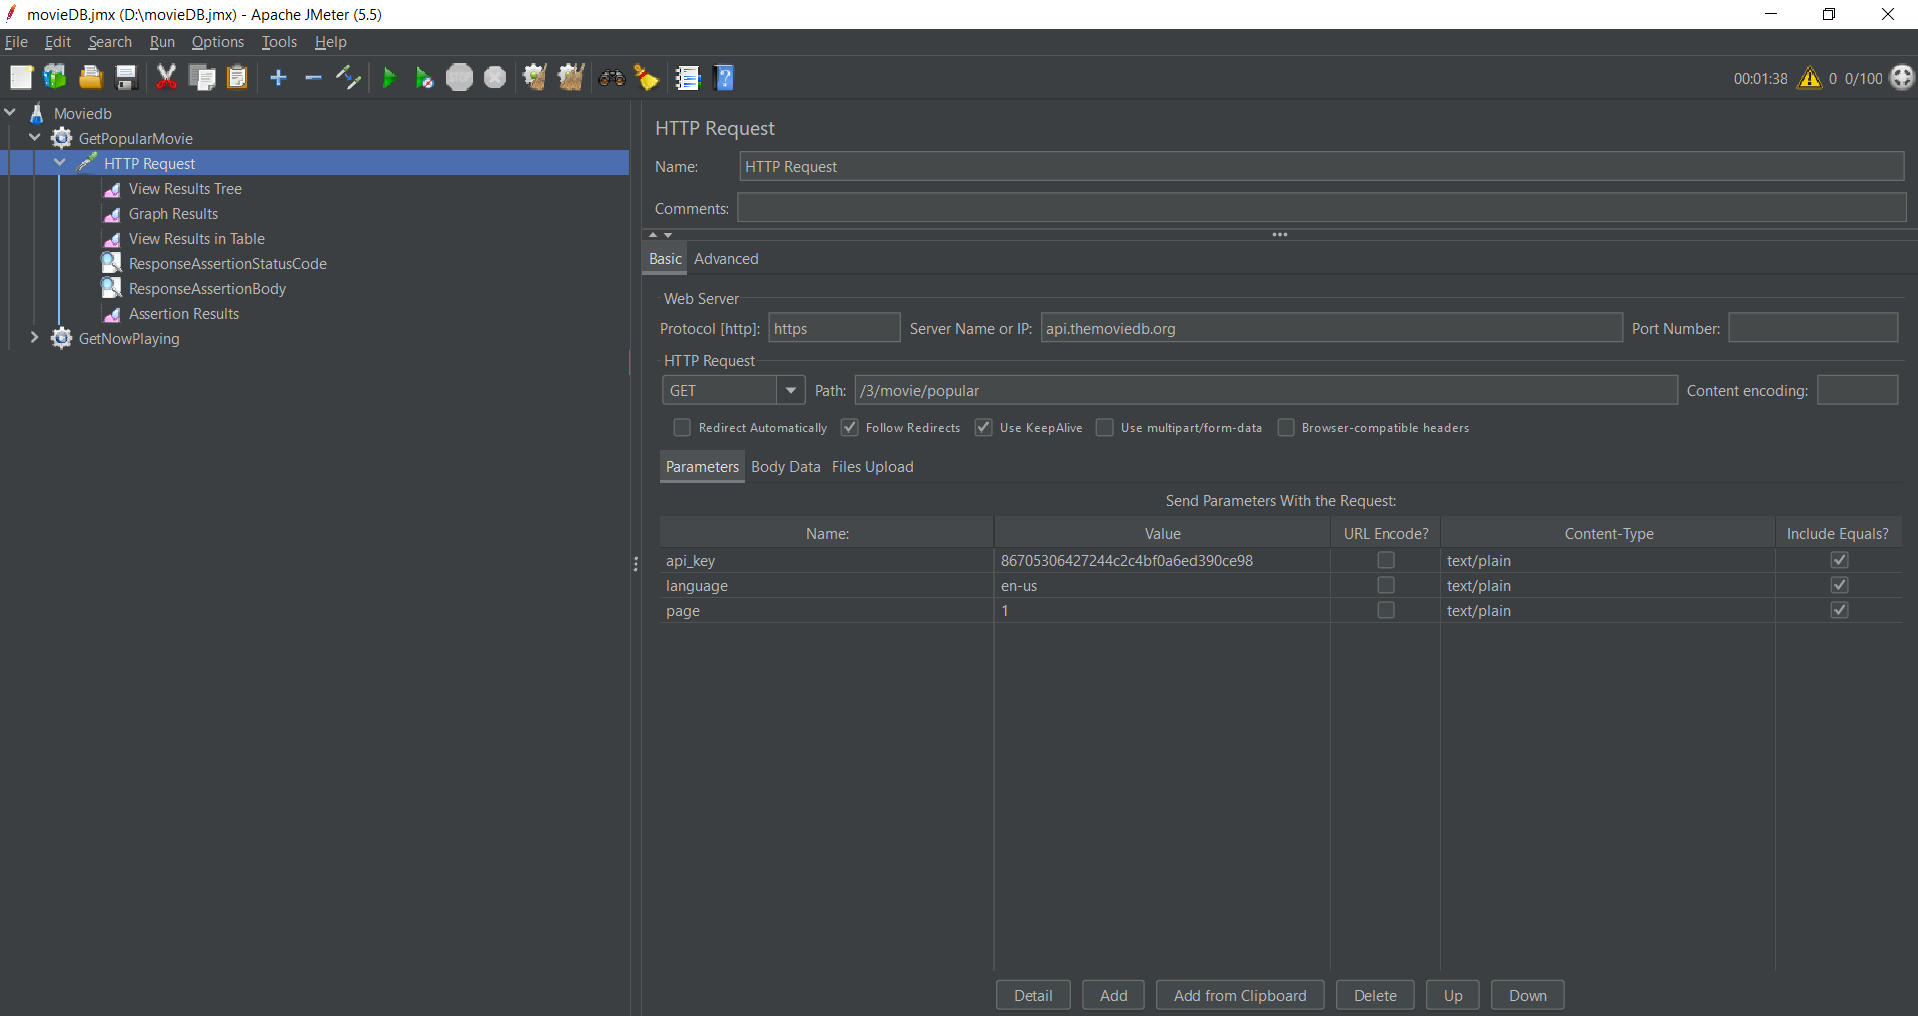 movieDB.jmx (D:\movieDB.jmx) - Apache JMeter (5.5)
File Edit Search Run Options Tools Help
STOP ? 00:01:38 0 0/100
Moviedb
GetPopularMovie
HTTP Request
View Results Tree
Graph Results
View Results in Table
ResponseAssertionStatusCode
ResponseAssertionBody
Assertion Results
GetNowPlaying
HTTP Request
Name: HTTP Request
Comments:
Basic Advanced
Web Server
Protocol [http]: https Server Name or IP: api.themoviedb.org Port Number:
HTTP Request
GET Path: /3/movie/popular Content encoding:
Redirect Automatically Follow Redirects Use KeepAlive Use multipart/form-data Browser-compatible headers
Parameters Body Data Files Upload
Send Parameters With the Request:
Name: Value URL Encode? Content-Type Include Equals?
api_key 86705306427244c2c4bf0a6ed390ce98 text/plain
language en-us text/plain
page 1 text/plain
Detail Add Add from Clipboard Delete Up Down